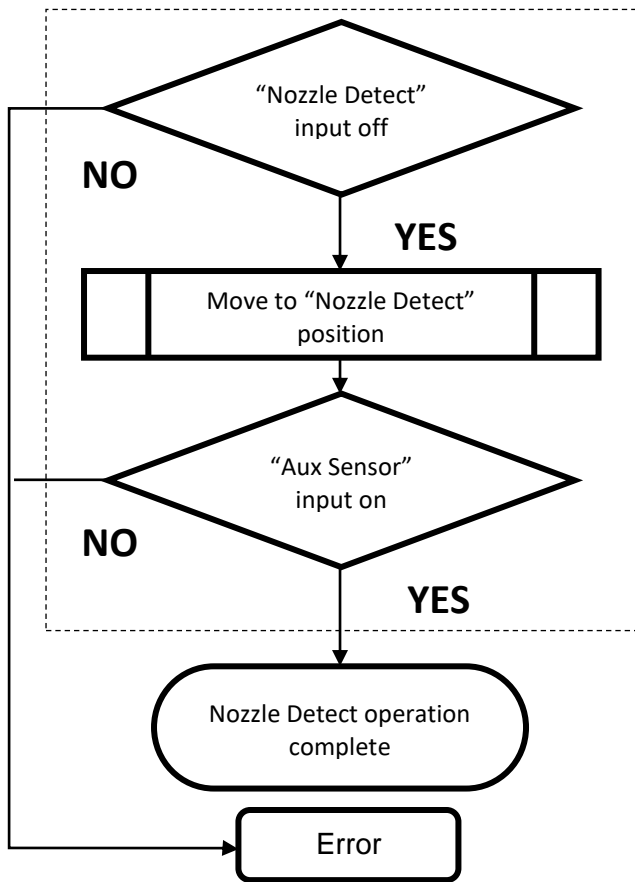 “Nozzle Detect”
input off
NO
YES
Move to “Nozzle Detect”
position
“Aux Sensor”
input on
NO
YES
Nozzle Detect operation
complete
Error